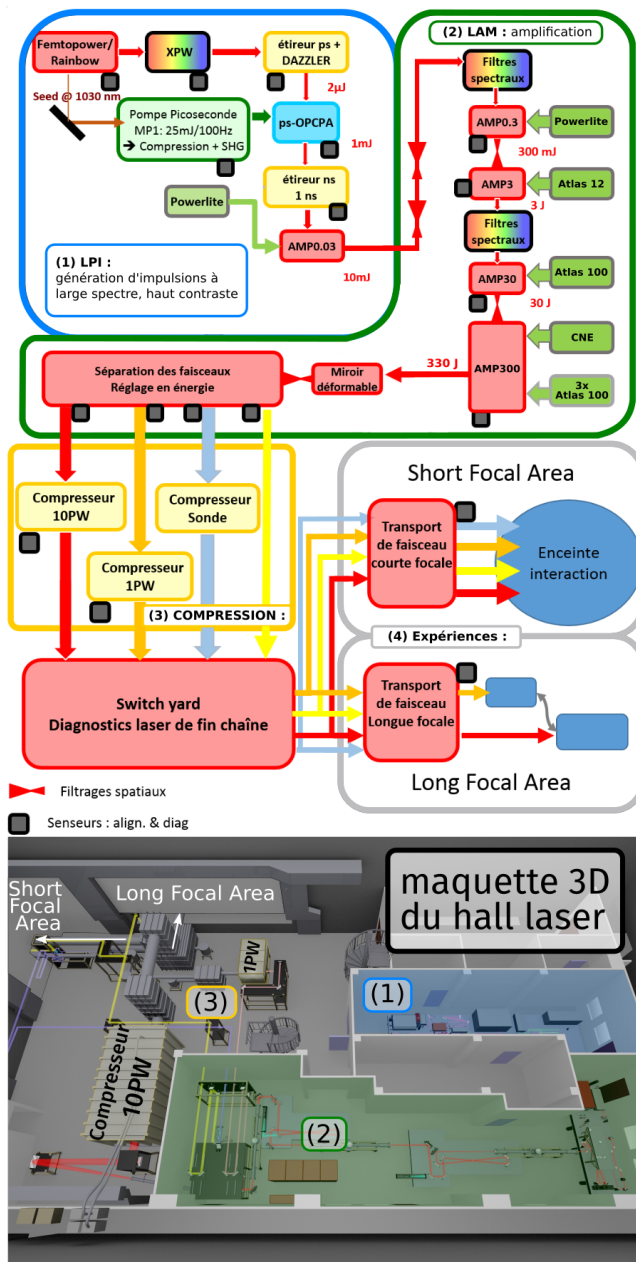 Femtopower/
Rainbow
XPW
étireur ps +
DAZZLER
Seed @ 1030 nm
2µJ
Pompe Picoseconde
MP1: 25mJ/100Hz
➔ Compression + SHG
ps-OPCPA
1mJ
étireur ns
1 ns
Powerlite
AMP0.03
10mJ
(1) LPI :
génération d'impulsions à
large spectre, haut contraste
(2) LAM : amplification
Filtres
spectraux
AMP0.3
Powerlite
300 mJ
AMP3
Atlas 12
3 J
Filtres
spectraux
AMP30
Atlas 100
30 J
AMP300
CNE
3x
Atlas 100
330 J
Miroir
déformable
Séparation des faisceaux
Réglage en énergie
Compresseur
10PW
Compresseur
Sonde
Compresseur
1PW
(3) COMPRESSION :
Switch yard
Diagnostics laser de fin chaîne
Short Focal Area
Transport
de faisceau
courte focale
Enceinte
interaction
(4) Expériences :
Transport
de faisceau
Longue focale
Long Focal Area
Filtrages spatiaux
Senseurs : align. & diag
maquette 3D
du hall laser
Short
Focal
Area
Long Focal Area
1PW
(3)
(1)
Compresseur
10PW
(2)